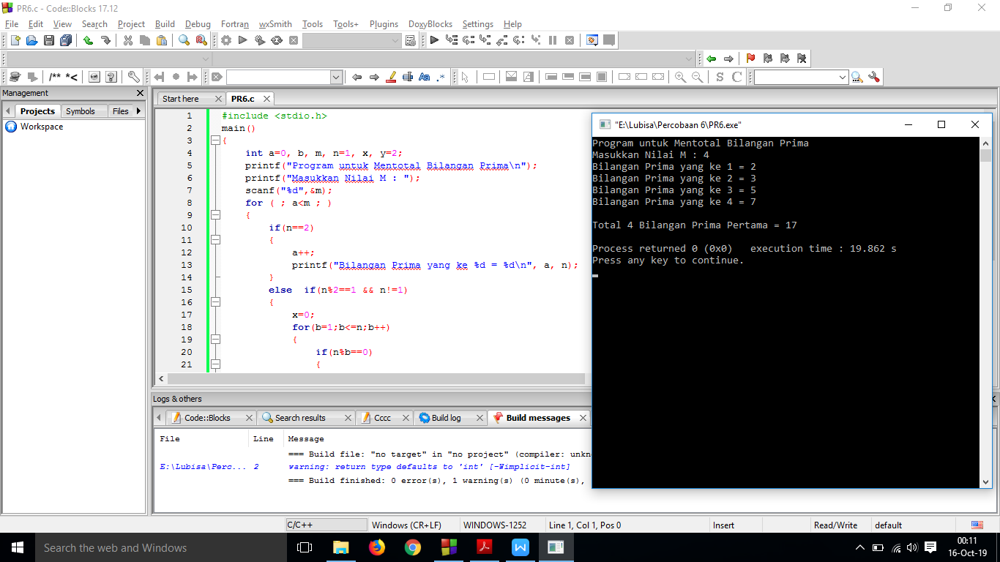 PR6.c - Code::Blocks 17.12
File Edit View Search Project Build Debug Fortran wxSmith Tools Tools+ Plugins DoxyBlocks Settings Help
/** *<
Aa .*
S C
Management
Projects Symbols Files
Workspace
Start here PR6.c
1 #include <stdio.h>
2 main()
3 {
4 int a=0, b, m, n=1, x, y=2;
5 printf("Program untuk Mentotal Bilangan Prima\n");
6 printf("Masukkan Nilai M : ");
7 scanf("%d",&m);
8 for ( ; a<m ; )
9 {
10 if(n==2)
11 {
12 a++;
13 printf("Bilangan Prima yang ke %d = %d\n", a, n);
14 }
15 else  if(n%2==1 && n!=1)
16 {
17 x=0;
18 for(b=1;b<=n;b++)
19 {
20 if(n%b==0)
21 {
"E:\Lubisa\Percobaan 6\PR6.exe"
Program untuk Mentotal Bilangan Prima
Masukkan Nilai M : 4
Bilangan Prima yang ke 1 = 2
Bilangan Prima yang ke 2 = 3
Bilangan Prima yang ke 3 = 5
Bilangan Prima yang ke 4 = 7
Total 4 Bilangan Prima Pertama = 17
Process returned 0 (0x0)   execution time : 19.862 s
Press any key to continue.
Logs & others
Code::Blocks Search results Cccc Build log Build messages
File Line Message
=== Build file: "no target" in "no project" (compiler: unkn
E:\Lubisa\Perc... 2 warning: return type defaults to 'int' [-Wimplicit-int]
=== Build finished: 0 error(s), 1 warning(s) (0 minute(s),
C/C++ Windows (CR+LF) WINDOWS-1252 Line 1, Col 1, Pos 0 Insert Read/Write default
Search the web and Windows
00:11
16-Oct-19